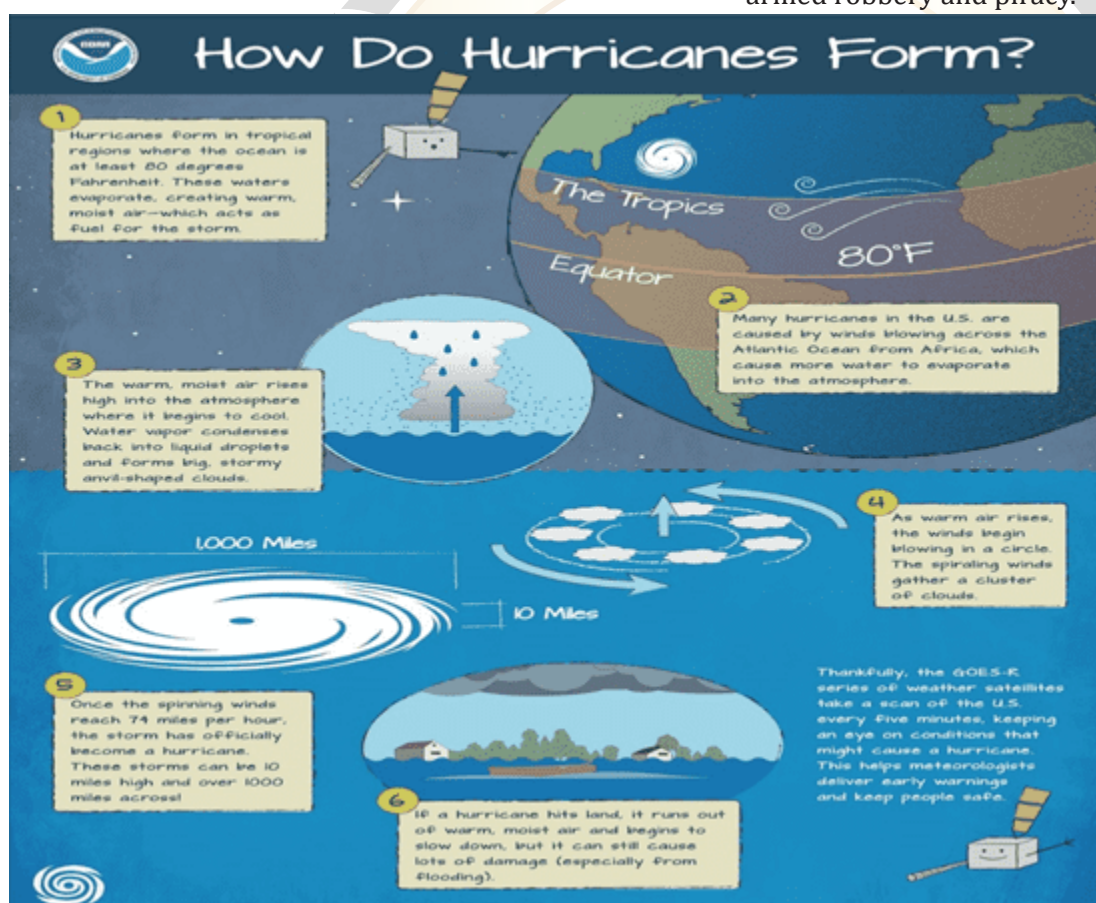 armed robbery and piracy.
NOAA
How Do Hurricanes Form?
1
Hurricanes form in tropical
regions where the ocean is
at least 80 degrees
Fahrenheit. These waters
evaporate, creating warm,
moist air—which acts as
fuel for the storm.
The Tropics
80°F
Equator
2
Many hurricanes in the U.S. are
caused by winds blowing across the
Atlantic Ocean from Africa, which
cause more water to evaporate
into the atmosphere.
3
The warm, moist air rises
high into the atmosphere
where it begins to cool.
Water vapor condenses
back into liquid droplets
and forms big, stormy
anvil-shaped clouds.
4
As warm air rises,
the winds begin
blowing in a circle.
The spiraling winds
gather a cluster
of clouds.
1,000 Miles
10 Miles
5
Once the spinning winds
reach 74 miles per hour,
the storm has officially
become a hurricane.
These storms can be 10
miles high and over 1000
miles across!
6
If a hurricane hits land, it runs out
of warm, moist air and begins to
slow down, but it can still cause
lots of damage (especially from
flooding).
Thankfully, the GOES-R
series of weather satellites
take a scan of the U.S.
every five minutes, keeping
an eye on conditions that
might cause a hurricane.
This helps meteorologists
deliver early warnings
and keep people safe.